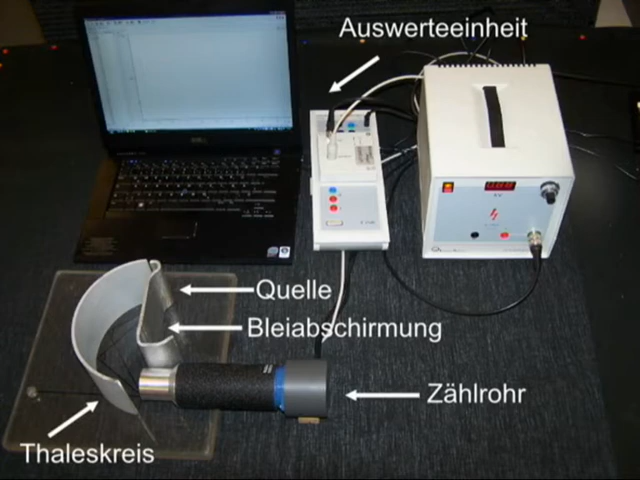 Auswerteeinheit
Quelle
Bleiabschirmung
Zählrohr
Thaleskreis